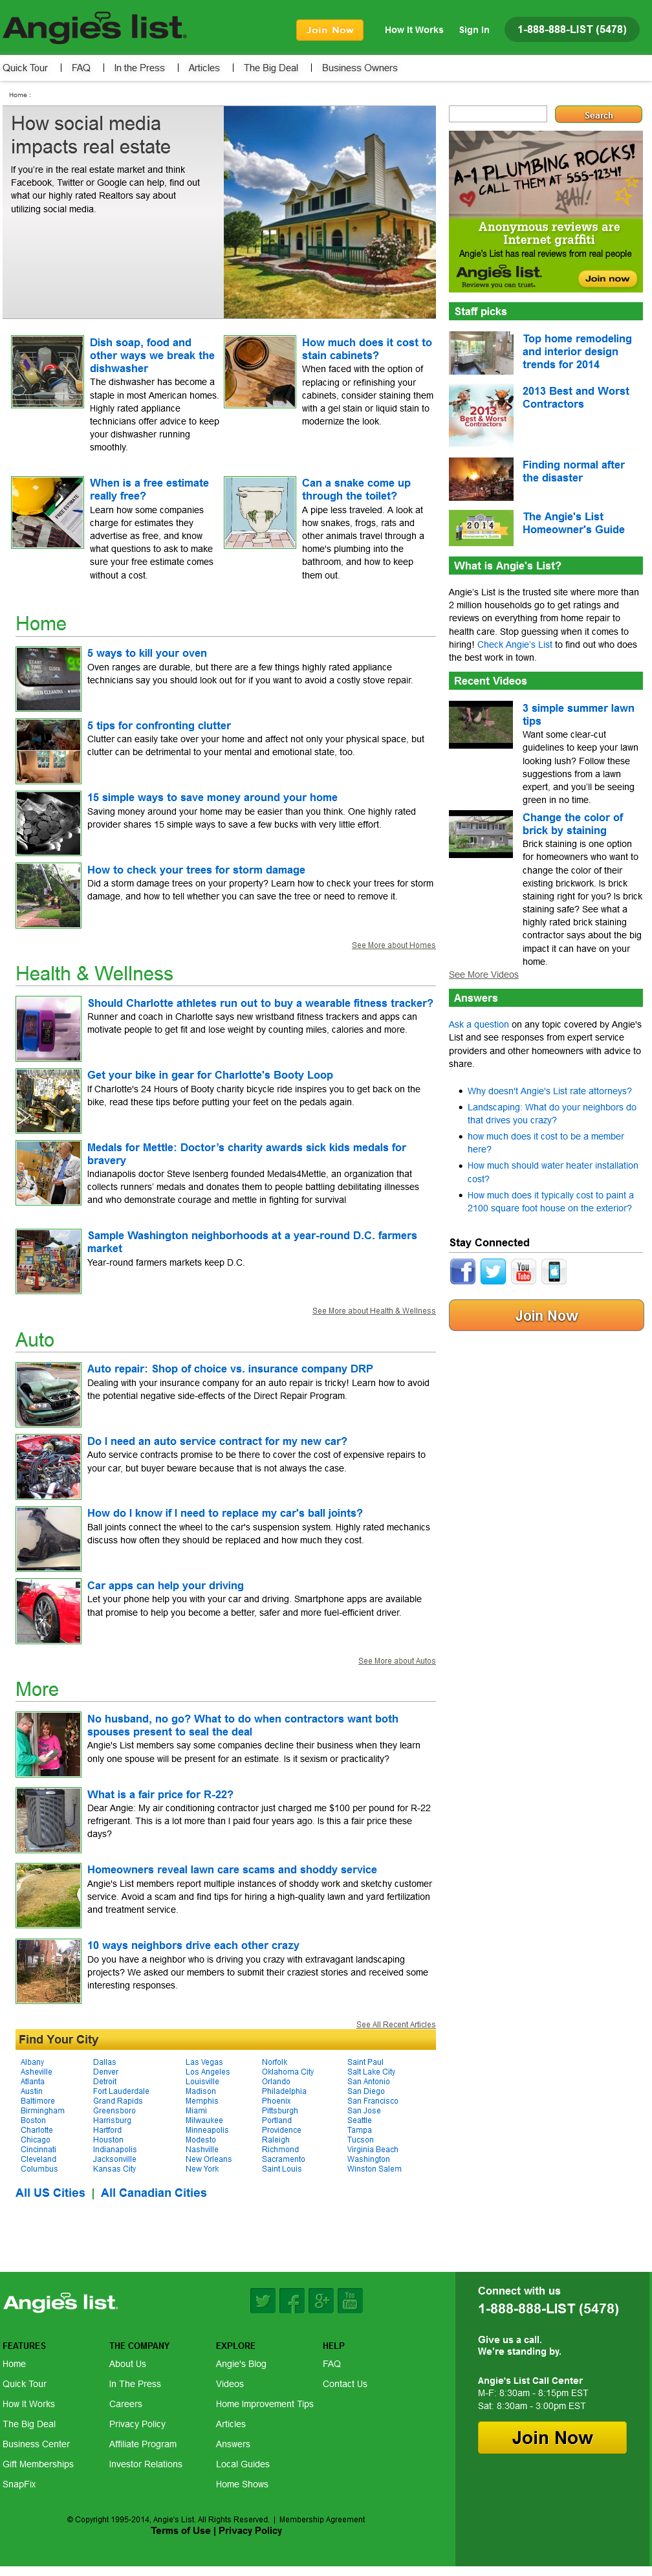 Angie's list.
Join Now
How It Works
Sign In
1-888-888-LIST (5478)
Quick Tour | FAQ | In the Press | Articles | The Big Deal | Business Owners
Home :
How social media
impacts real estate
If you're in the real estate market and think
Facebook, Twitter or Google can help, find out
what our highly rated Realtors say about
utilizing social media.
Dish soap, food and
other ways we break the
dishwasher
The dishwasher has become a
staple in most American homes.
Highly rated appliance
technicians offer advice to keep
your dishwasher running
smoothly.
How much does it cost to
stain cabinets?
When faced with the option of
replacing or refinishing your
cabinets, consider staining them
with a gel stain or liquid stain to
modernize the look.
When is a free estimate
really free?
Learn how some companies
charge for estimates they
advertise as free, and know
what questions to ask to make
sure your free estimate comes
without a cost.
Can a snake come up
through the toilet?
A pipe less traveled. A look at
how snakes, frogs, rats and
other animals travel through a
home's plumbing into the
bathroom, and how to keep
them out.
Home
5 ways to kill your oven
Oven ranges are durable, but there are a few things highly rated appliance
technicians say you should look out for if you want to avoid a costly stove repair.
5 tips for confronting clutter
Clutter can easily take over your home and affect not only your physical space, but
clutter can be detrimental to your mental and emotional state, too.
15 simple ways to save money around your home
Saving money around your home may be easier than you think. One highly rated
provider shares 15 simple ways to save a few bucks with very little effort.
How to check your trees for storm damage
Did a storm damage trees on your property? Learn how to check your trees for storm
damage, and how to tell whether you can save the tree or need to remove it.
See More about Homes
Health & Wellness
Should Charlotte athletes run out to buy a wearable fitness tracker?
Runner and coach in Charlotte says new wristband fitness trackers and apps can
motivate people to get fit and lose weight by counting miles, calories and more.
Get your bike in gear for Charlotte's Booty Loop
If Charlotte's 24 Hours of Booty charity bicycle ride inspires you to get back on the
bike, read these tips before putting your feet on the pedals again.
Medals for Mettle: Doctor's charity awards sick kids medals for
bravery
Indianapolis doctor Steve Isenberg founded Medals4Mettle, an organization that
collects runners' medals and donates them to people battling debilitating illnesses
and who demonstrate courage and mettle in fighting for survival
Sample Washington neighborhoods at a year-round D.C. farmers
market
Year-round farmers markets keep D.C.
See More about Health & Wellness
Auto
Auto repair: Shop of choice vs. insurance company DRP
Dealing with your insurance company for an auto repair is tricky! Learn how to avoid
the potential negative side-effects of the Direct Repair Program.
Do I need an auto service contract for my new car?
Auto service contracts promise to be there to cover the cost of expensive repairs to
your car, but buyer beware because that is not always the case.
How do I know if I need to replace my car's ball joints?
Ball joints connect the wheel to the car's suspension system. Highly rated mechanics
discuss how often they should be replaced and how much they cost.
Car apps can help your driving
Let your phone help you with your car and driving. Smartphone apps are available
that promise to help you become a better, safer and more fuel-efficient driver.
See More about Autos
More
No husband, no go? What to do when contractors want both
spouses present to seal the deal
Angie's List members say some companies decline their business when they learn
only one spouse will be present for an estimate. Is it sexism or practicality?
What is a fair price for R-22?
Dear Angie: My air conditioning contractor just charged me $100 per pound for R-22
refrigerant. This is a lot more than I paid four years ago. Is this a fair price these
days?
Homeowners reveal lawn care scams and shoddy service
Angie's List members report multiple instances of shoddy work and sketchy customer
service. Avoid a scam and find tips for hiring a high-quality lawn and yard fertilization
and treatment service.
10 ways neighbors drive each other crazy
Do you have a neighbor who is driving you crazy with extravagant landscaping
projects? We asked our members to submit their craziest stories and received some
interesting responses.
See All Recent Articles
Find Your City
Albany Dallas Las Vegas Norfolk Saint Paul
Asheville Denver Los Angeles Oklahoma City Salt Lake City
Atlanta Detroit Louisville Orlando San Antonio
Austin Fort Lauderdale Madison Philadelphia San Diego
Baltimore Grand Rapids Memphis Phoenix San Francisco
Birmingham Greensboro Miami Pittsburgh San Jose
Boston Harrisburg Milwaukee Portland Seattle
Charlotte Hartford Minneapolis Providence Tampa
Chicago Houston Modesto Raleigh Tucson
Cincinnati Indianapolis Nashville Richmond Virginia Beach
Cleveland Jacksonville New Orleans Sacramento Washington
Columbus Kansas City New York Saint Louis Winston Salem
All US Cities | All Canadian Cities
Search
A-1 PLUMBING ROCKS!
CALL THEM AT 555-1234!
BLAH!
Anonymous reviews are
Internet graffiti
Angie's List has real reviews from real people
Angie's list.
Reviews you can trust.
Join now
Staff picks
Top home remodeling
and interior design
trends for 2014
2013
Best & Worst
Contractors
2013 Best and Worst
Contractors
Finding normal after
the disaster
2014
The Angie's List
Homeowner's Guide
What is Angie's List?
Angie's List is the trusted site where more than
2 million households go to get ratings and
reviews on everything from home repair to
health care. Stop guessing when it comes to
hiring! Check Angie's List to find out who does
the best work in town.
Recent Videos
3 simple summer lawn
tips
Want some clear-cut
guidelines to keep your lawn
looking lush? Follow these
suggestions from a lawn
expert, and you'll be seeing
green in no time.
Change the color of
brick by staining
Brick staining is one option
for homeowners who want to
change the color of their
existing brickwork. Is brick
staining right for you? Is brick
staining safe? See what a
highly rated brick staining
contractor says about the big
impact it can have on your
home.
See More Videos
Answers
Ask a question on any topic covered by Angie's
List and see responses from expert service
providers and other homeowners with advice to
share.
Why doesn't Angie's List rate attorneys?
Landscaping: What do your neighbors do
that drives you crazy?
how much does it cost to be a member
here?
How much should water heater installation
cost?
How much does it typically cost to paint a
2100 square foot house on the exterior?
Stay Connected
You Tube
Join Now
Angie's list.
You Tube
FEATURES
Home
Quick Tour
How It Works
The Big Deal
Business Center
Gift Memberships
SnapFix
THE COMPANY
About Us
In The Press
Careers
Privacy Policy
Affiliate Program
Investor Relations
EXPLORE
Angie's Blog
Videos
Home Improvement Tips
Articles
Answers
Local Guides
Home Shows
HELP
FAQ
Contact Us
Connect with us
1-888-888-LIST (5478)
Give us a call.
We're standing by.
Angie's List Call Center
M-F: 8:30am - 8:15pm EST
Sat: 8:30am - 3:00pm EST
Join Now
© Copyright 1995-2014, Angie's List. All Rights Reserved. | Membership Agreement
Terms of Use | Privacy Policy